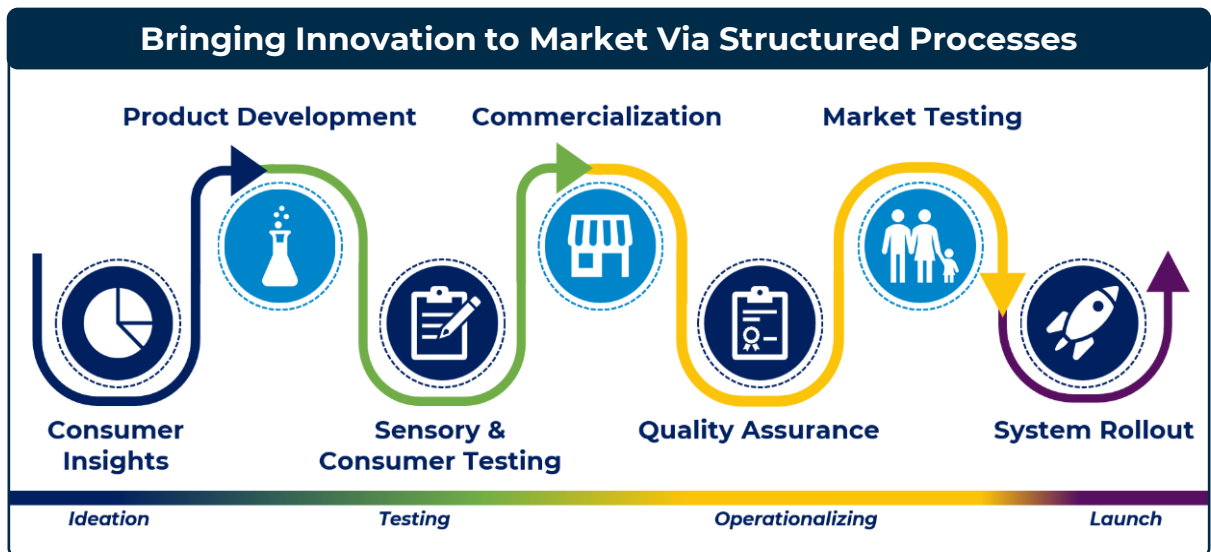 Bringing Innovation to Market Via Structured Processes
Product Development
Commercialization
Market Testing
Consumer
Insights
Sensory &
Consumer Testing
Quality Assurance
System Rollout
Ideation
Testing
Operationalizing
Launch